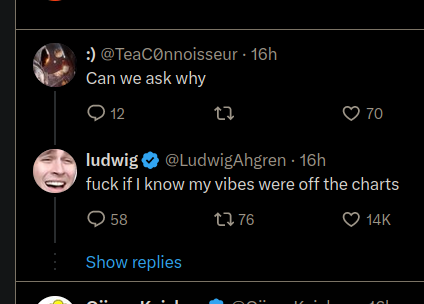 :) @TeaC0nnoisseur · 16h
Can we ask why
12 70
ludwig @LudwigAhgren · 16h
fuck if I know my vibes were off the charts
58 76 14K
Show replies